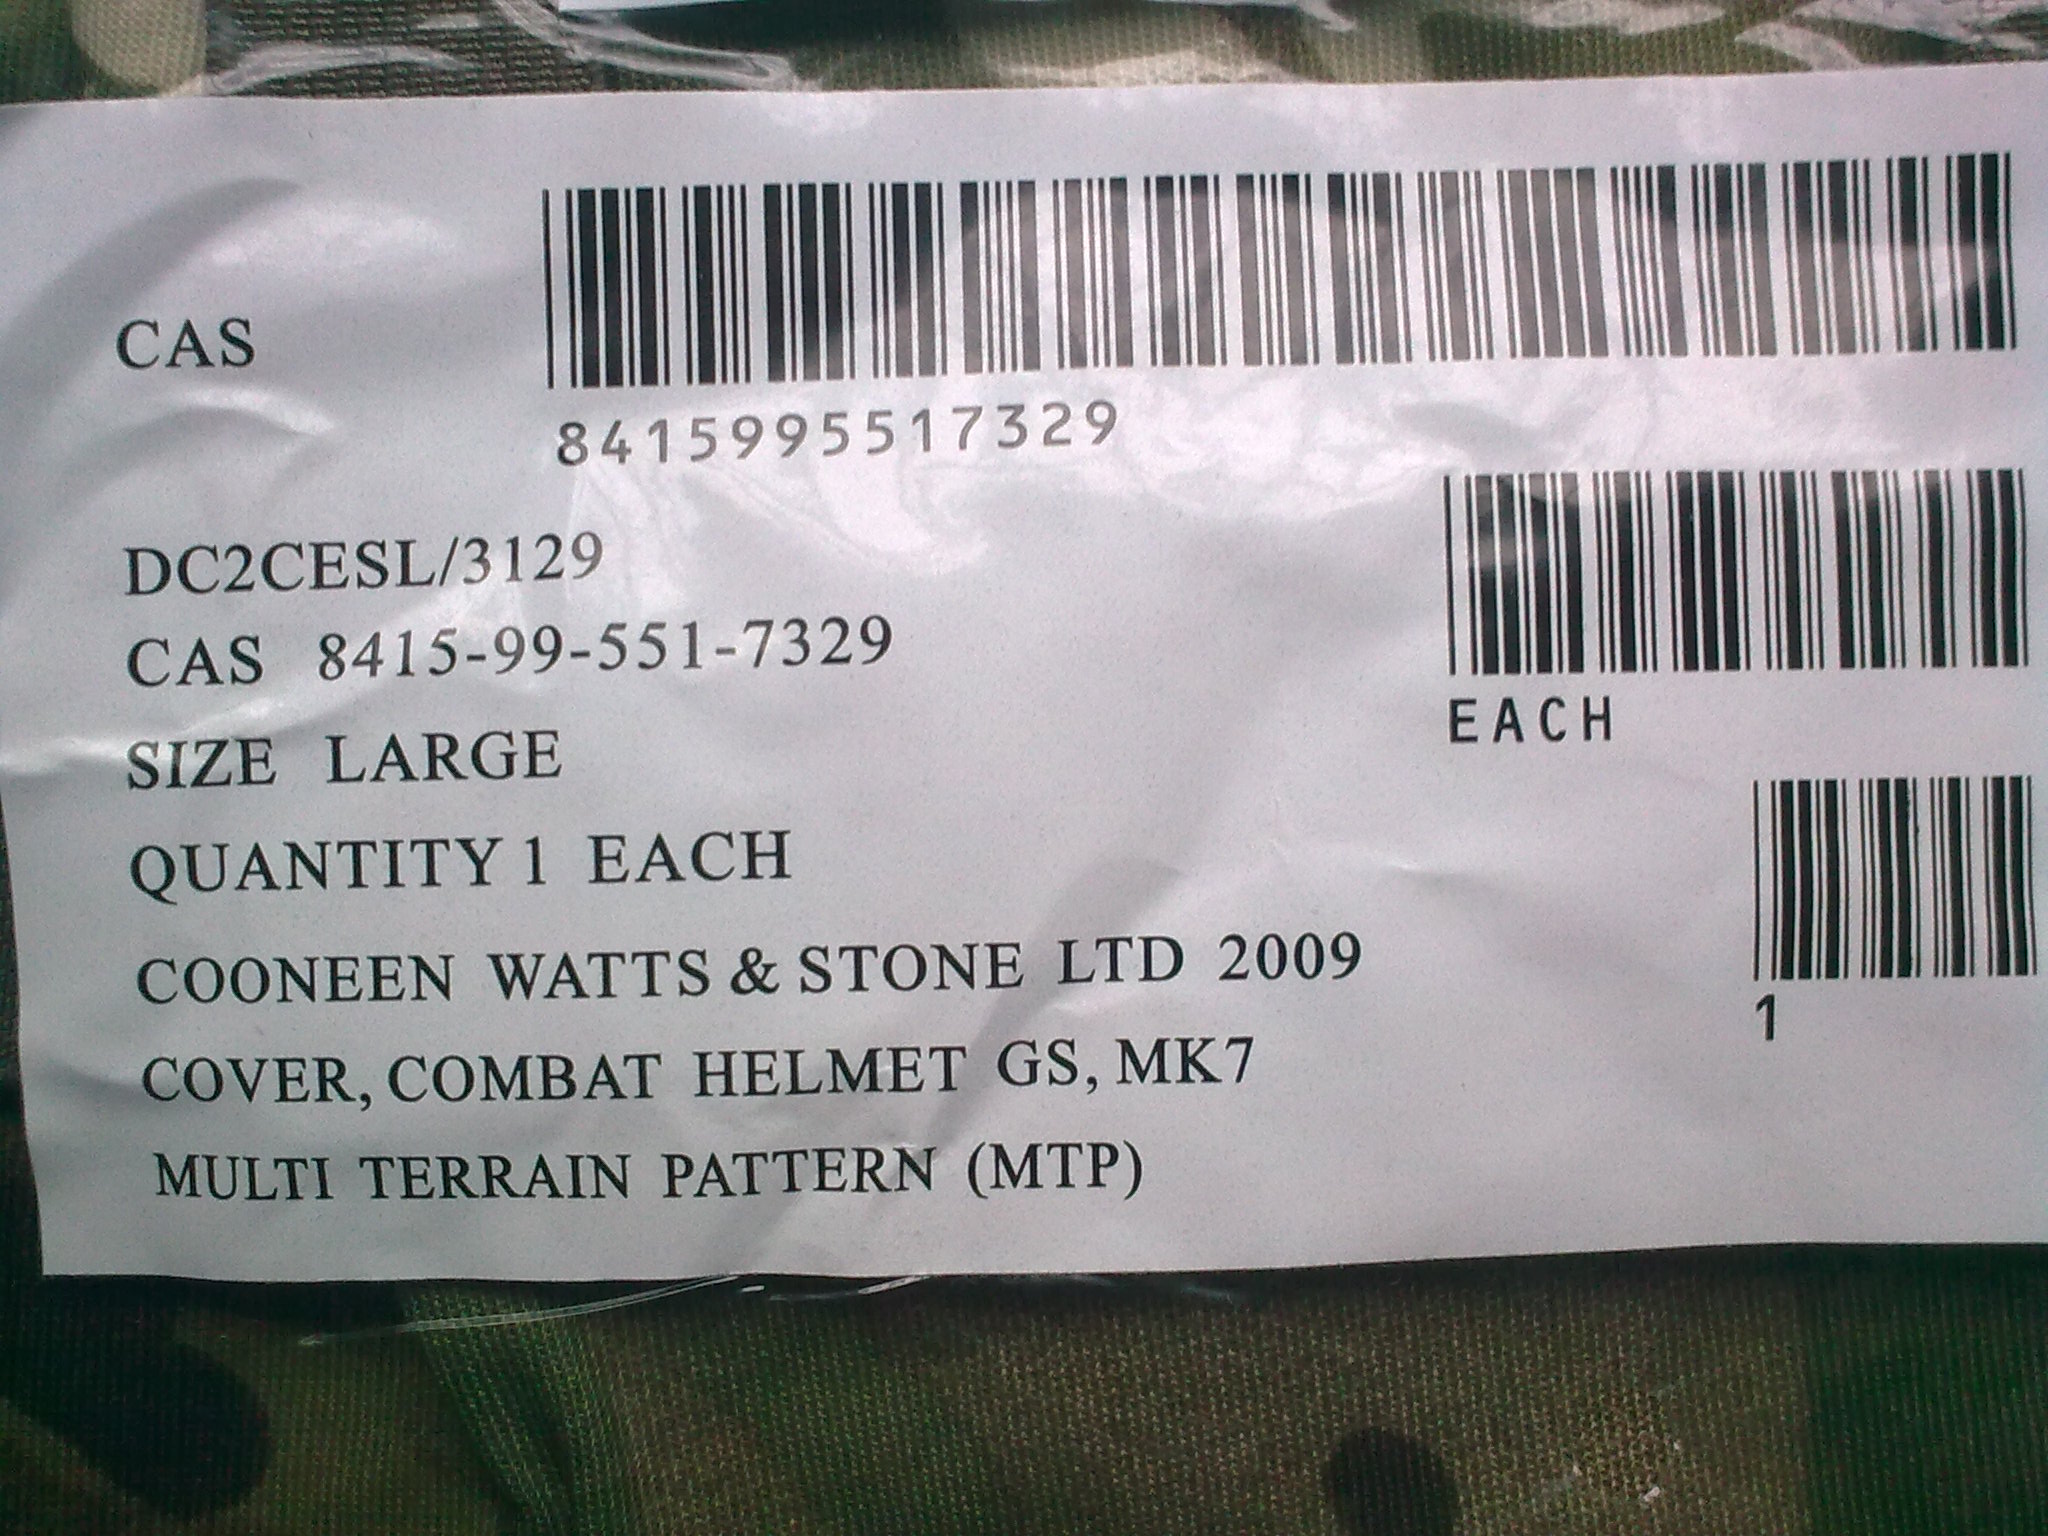 CAS
8415995517329
DC2CESL/3129
CAS 8415-99-551-7329
EACH
SIZE LARGE
QUANTITY 1 EACH
COONEEN WATTS & STONE LTD 2009
1
COVER, COMBAT HELMET GS, MK7
MULTI TERRAIN PATTERN (MTP)